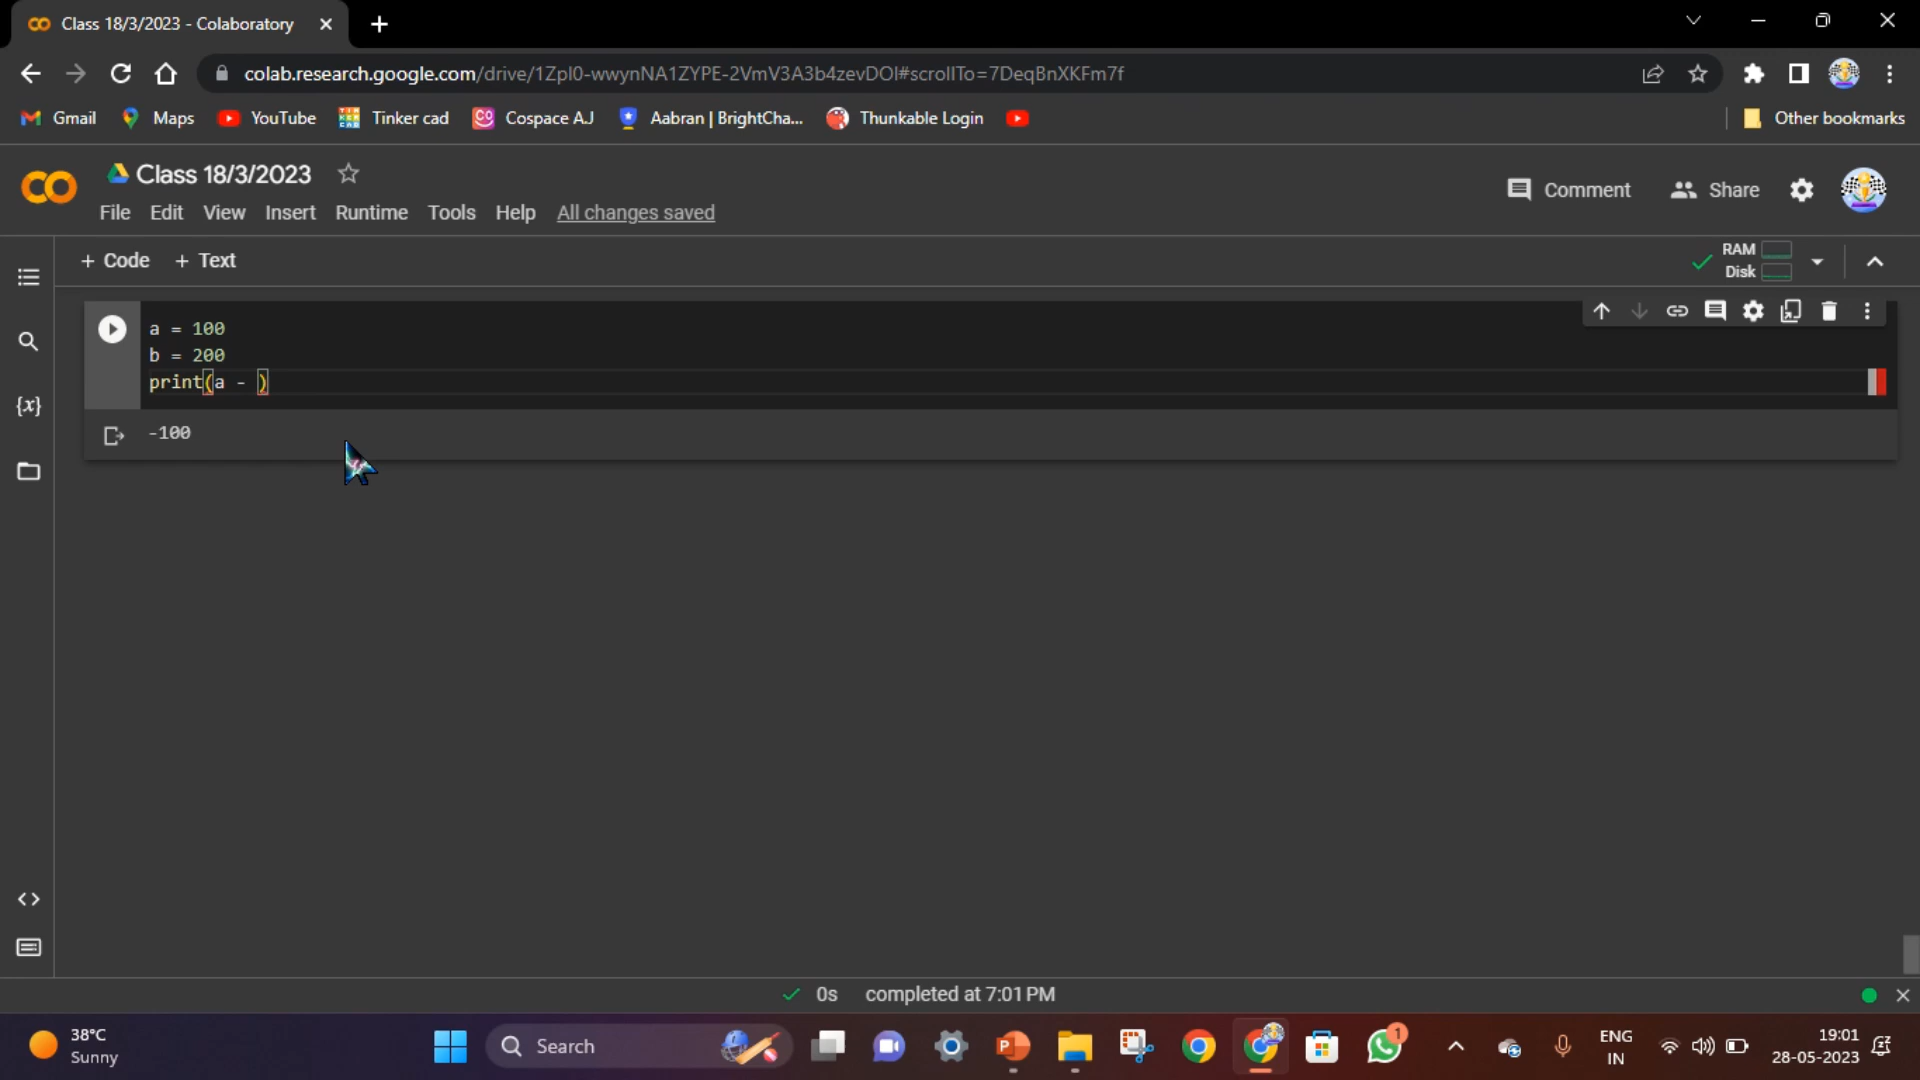 Class 18/3/2023 - Colaboratory
colab.research.google.com/drive/1ZpI0-wwynNA1ZYPE-2VmV3A3b4zevDOI#scrollTo=7DeqBnXKFm7f
Gmail Maps YouTube Tinker cad Cospace AJ Aabran | BrightCha... Thunkable Login Other bookmarks
Class 18/3/2023
Comment Share
File Edit View Insert Runtime Tools Help All changes saved
+ Code + Text
RAM
Disk
{x}
a = 100
b = 200
print(a - )
-100
0s completed at 7:01 PM
38°C
Sunny
Search
1
ENG
IN
19:01
28-05-2023